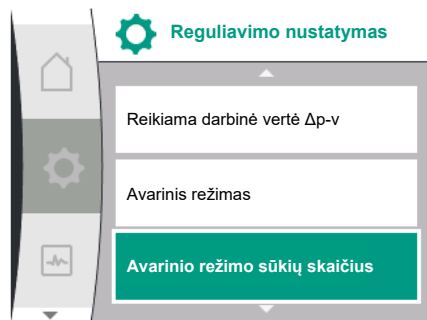 Reguliavimo nustatymas
Reikiama darbinė vertė Δp-v
Avarinis režimas
Avarinio režimo sūkių skaičius